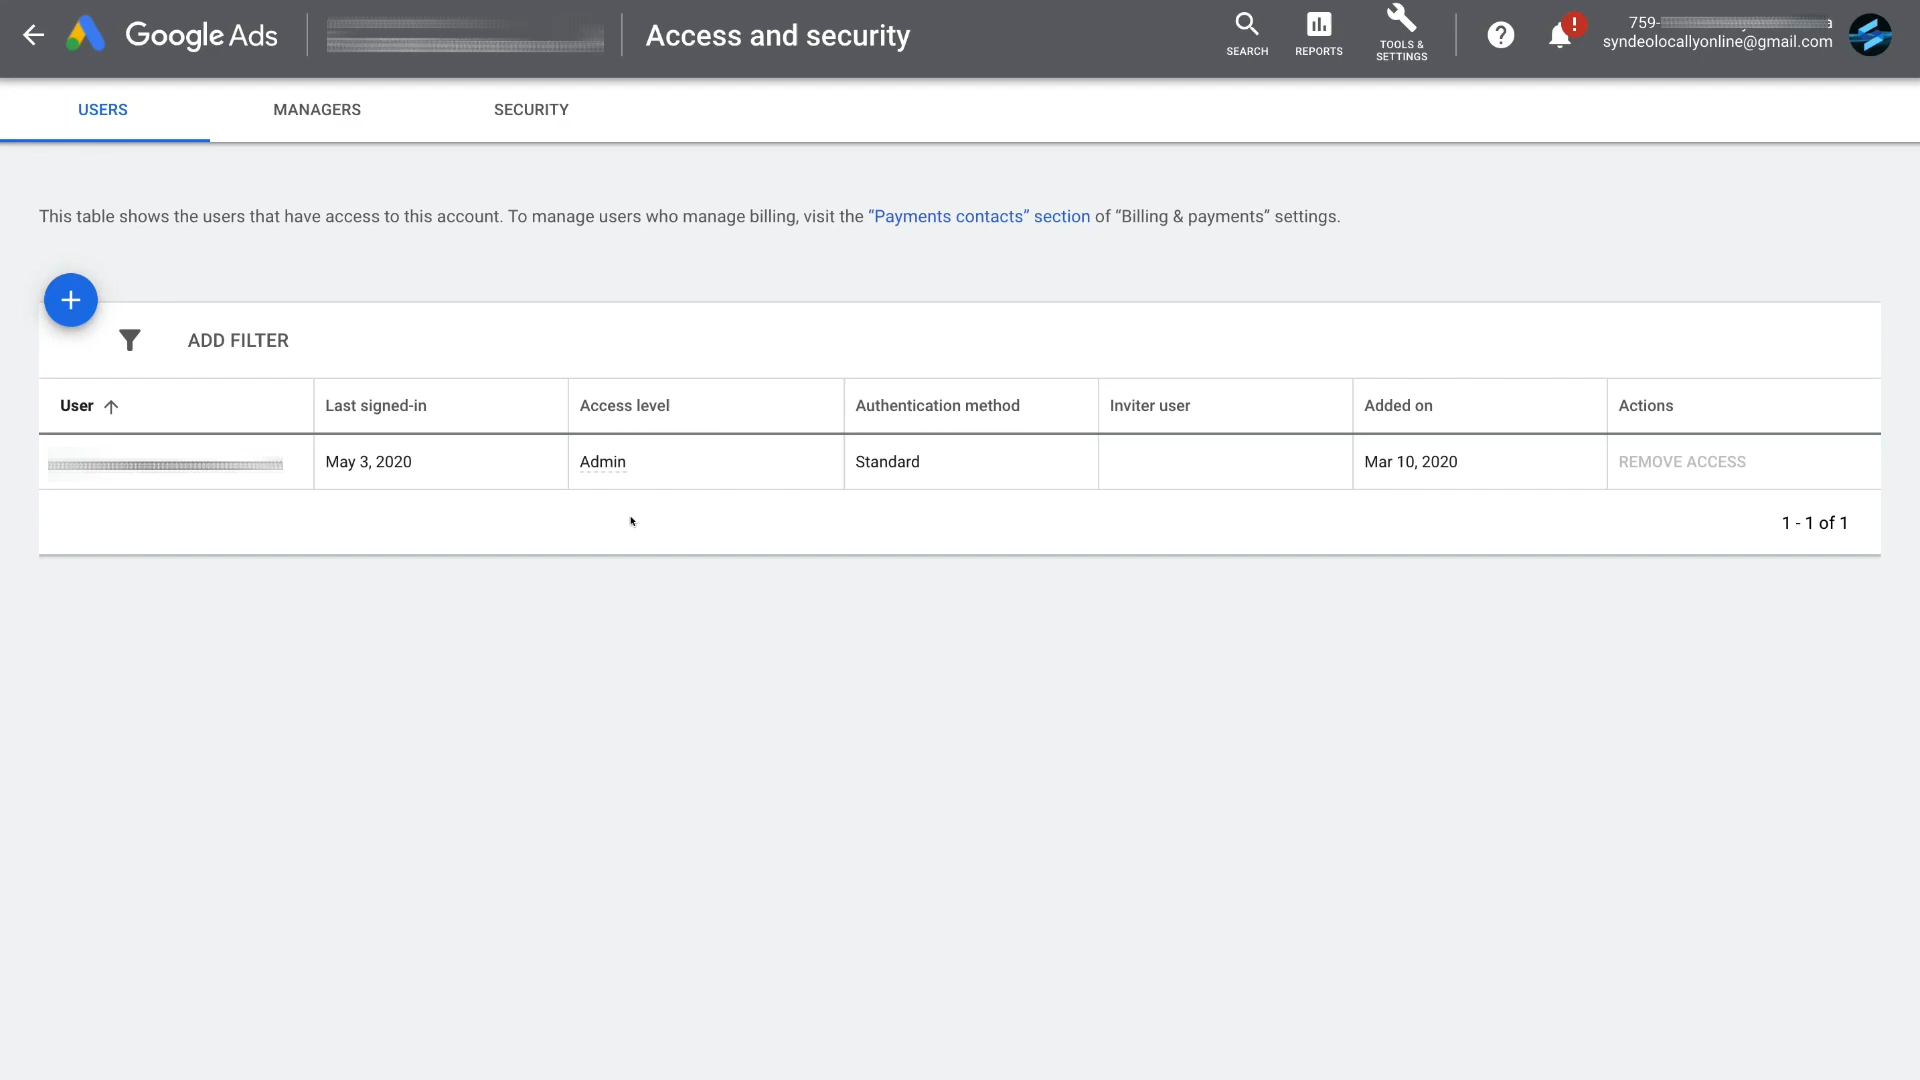 Google Ads
Access and security
SEARCH
REPORTS
TOOLS &
SETTINGS
759-
syndeolocallyonline@gmail.com
USERS
MANAGERS
SECURITY
This table shows the users that have access to this account. To manage users who manage billing, visit the “Payments contacts” section of “Billing & payments” settings.
ADD FILTER
User
Last signed-in
Access level
Authentication method
Inviter user
Added on
Actions
May 3, 2020
Admin
Standard
Mar 10, 2020
REMOVE ACCESS
1 - 1 of 1